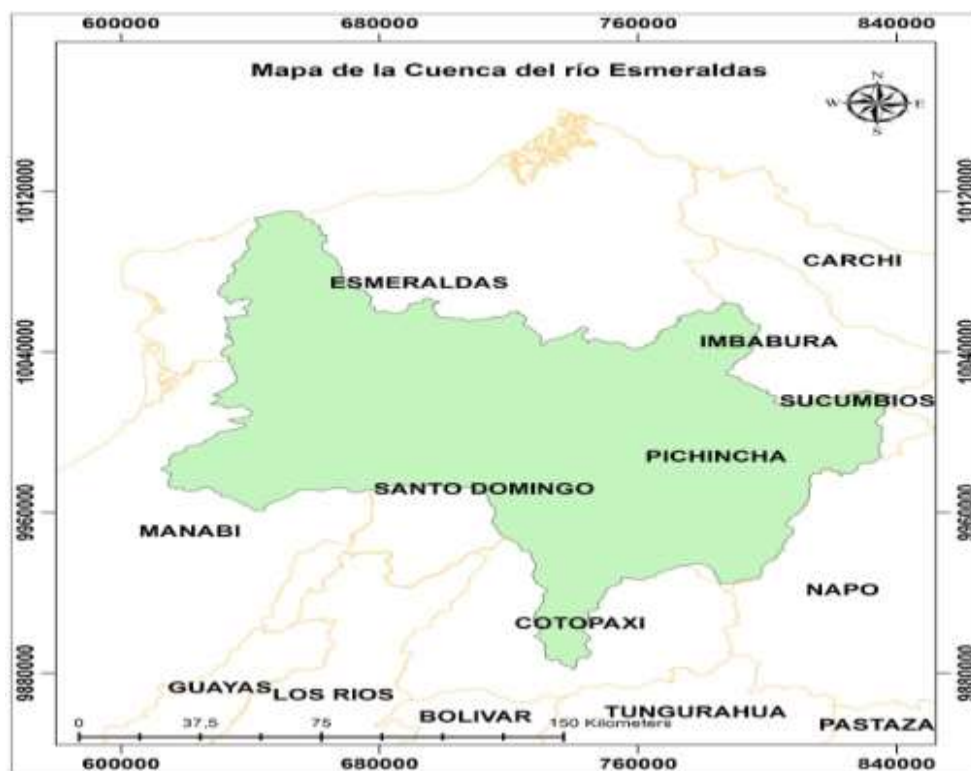 600000 680000 760000 840000
Mapa de la Cuenca del río Esmeraldas
N
W E
S
10120000 10120000
CARCHI
ESMERALDAS
IMBABURA
10040000 10040000
SUCUMBIOS
PICHINCHA
SANTO DOMINGO
9960000 9960000
MANABI
NAPO
COTOPAXI
9880000 9880000
GUAYAS LOS RIOS
BOLIVAR TUNGURAHUA
PASTAZA
0 37.5 75 150 Kilometers
600000 680000 760000 840000